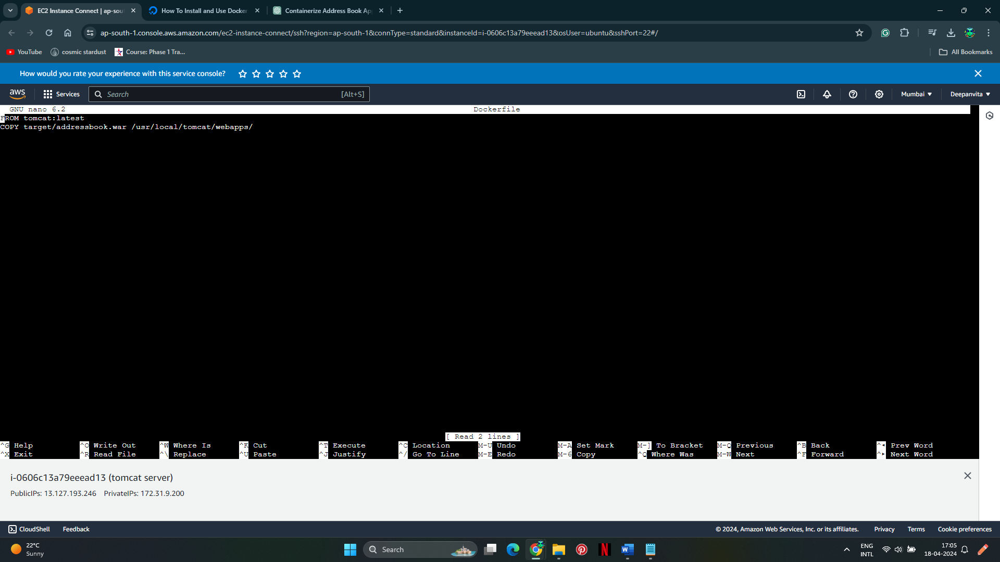 EC2 Instance Connect | ap-sou
How To Install and Use Docker
Containerize Address Book Ap
ap-south-1.console.aws.amazon.com/ec2-instance-connect/ssh?region=ap-south-1&connType=standard&instanceId=i-0606c13a79eeead13&osUser=ubuntu&sshPort=22#/
YouTube
cosmic stardust
Course: Phase 1 Tra...
All Bookmarks
How would you rate your experience with this service console?
aws
Services
Search
[Alt+S]
Mumbai
Deepanvita
GNU nano 6.2
Dockerfile
FROM tomcat:latest
COPY target/addressbook.war /usr/local/tomcat/webapps/
[ Read 2 lines ]
^G Help ^O Write Out ^W Where Is ^K Cut ^T Execute ^C Location M-U Undo M-A Set Mark M-] To Bracket M-Q Previous ^B Back ^◂ Prev Word
^X Exit ^R Read File ^\ Replace ^U Paste ^J Justify ^/ Go To Line M-E Redo M-6 Copy ^Q Where Was M-W Next ^F Forward ^▸ Next Word
i-0606c13a79eeead13 (tomcat server)
PublicIPs: 13.127.193.246 PrivateIPs: 172.31.9.200
CloudShell
Feedback
© 2024, Amazon Web Services, Inc. or its affiliates.
Privacy
Terms
Cookie preferences
22°C
Sunny
Search
ENG
INTL
17:05
18-04-2024